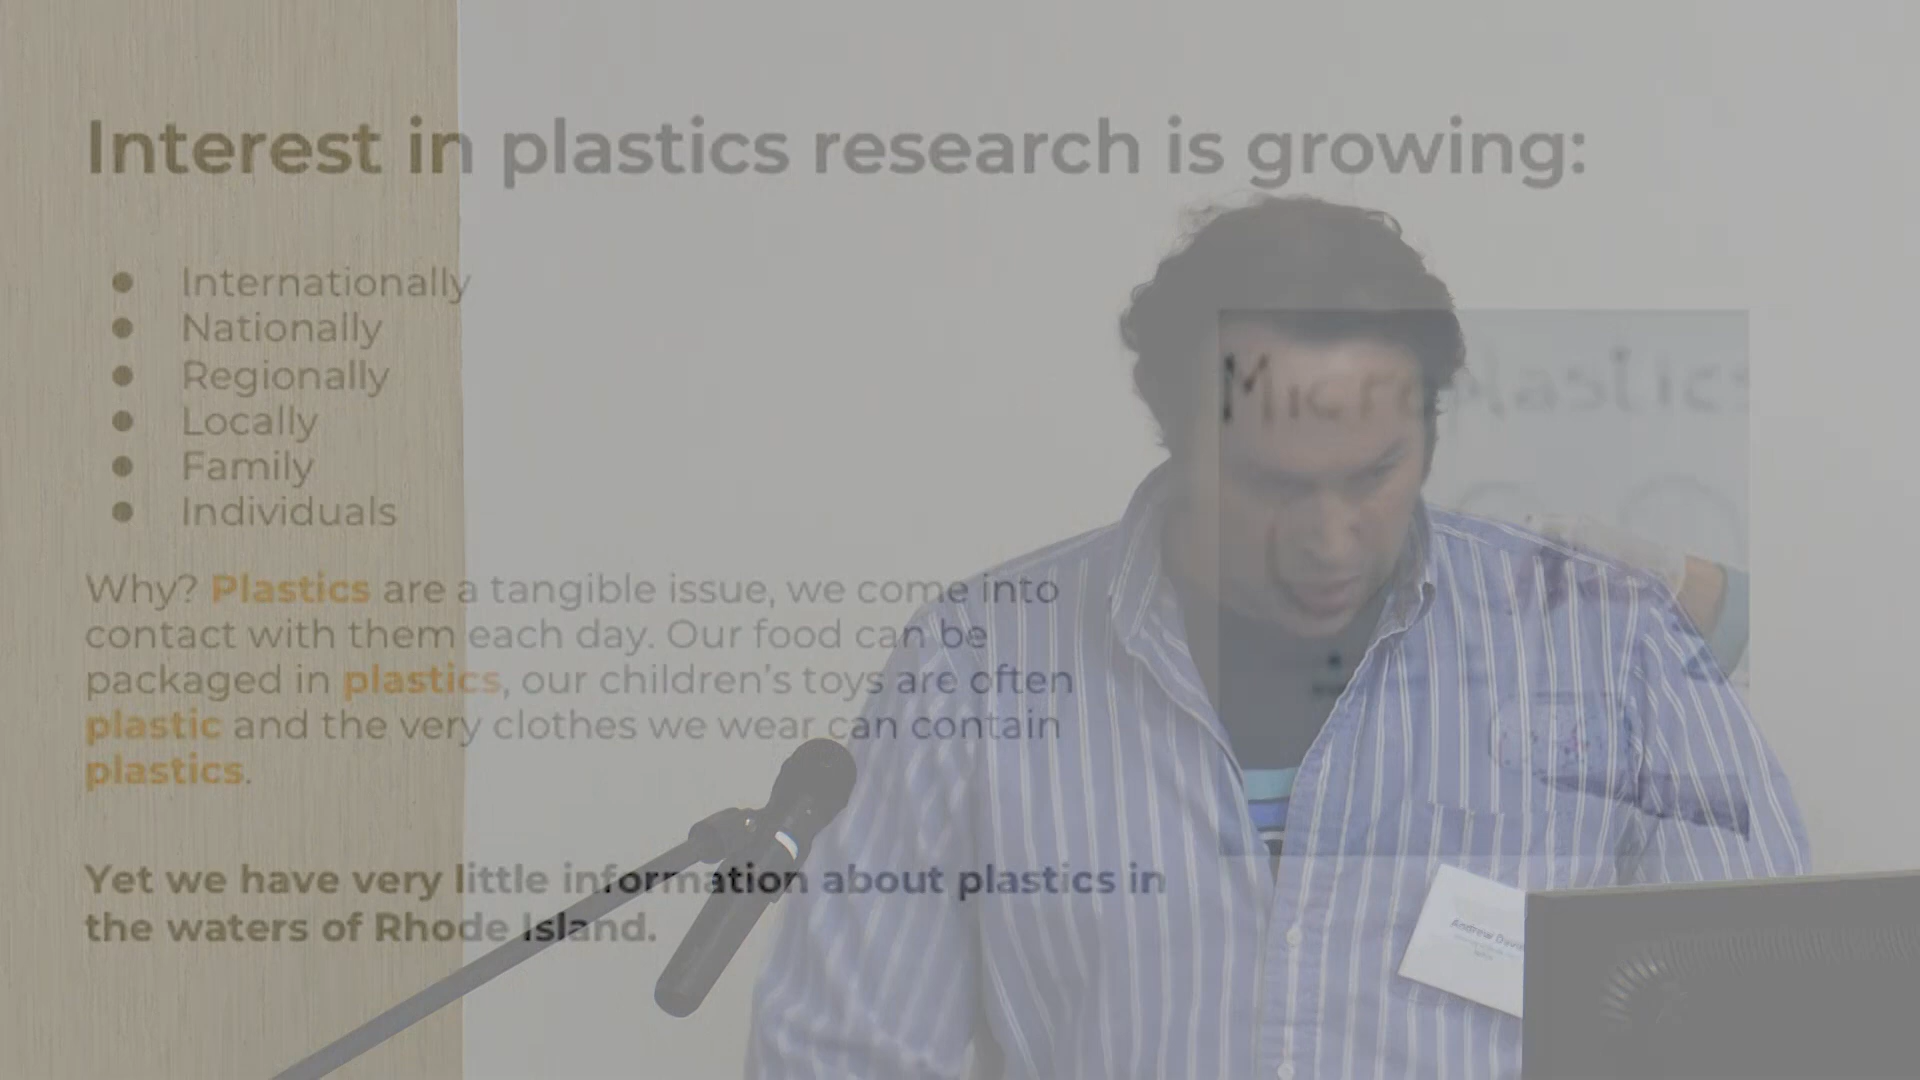 Interest in plastics research is growing:
● Internationally
● Nationally
● Regionally
● Locally
● Family
● Individuals
Microplastics
Why? Plastics are a tangible issue, we come into
contact with them each day. Our food can be
packaged in plastics, our children's toys are often
plastic and the very clothes we wear can contain
plastics.
Yet we have very little information about plastics in
the waters of Rhode Island.
Andrew